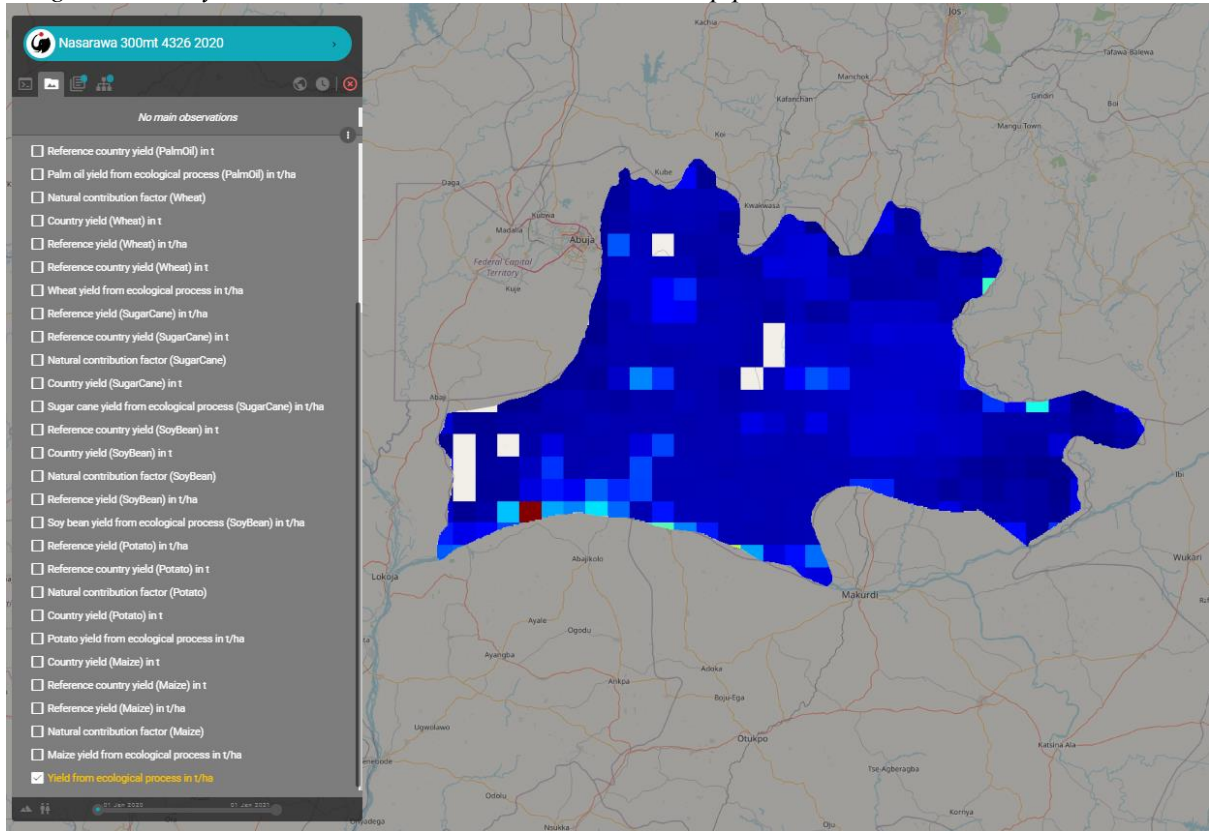 Nasarawa 300mt 4326 2020
No main observations
Reference country yield (PalmOil) in t
Palm oil yield from ecological process (PalmOil) in t/ha
Natural contribution factor (Wheat)
Country yield (Wheat) in t
Reference yield (Wheat) in t/ha
Reference country yield (Wheat) in t
Wheat yield from ecological process in t/ha
Reference yield (SugarCane) in t/ha
Reference country yield (SugarCane) in t
Natural contribution factor (SugarCane)
Country yield (SugarCane) in t
Sugar cane yield from ecological process (SugarCane) in t/ha
Reference country yield (SoyBean) in t
Country yield (SoyBean) in t
Natural contribution factor (SoyBean)
Reference yield (SoyBean) in t/ha
Soy bean yield from ecological process (SoyBean) in t/ha
Reference yield (Potato) in t/ha
Reference country yield (Potato) in t
Natural contribution factor (Potato)
Country yield (Potato) in t
Potato yield from ecological process in t/ha
Country yield (Maize) in t
Reference country yield (Maize) in t
Reference yield (Maize) in t/ha
Natural contribution factor (Maize)
Maize yield from ecological process in t/ha
Yield from ecological process in t/ha
01 Jan 2020
01 Jan 2021
Jos
Kachia
Tafawa-Balewa
Manchok
Kafanchan
Gindiri
Boi
Mangu Town
Koi
Kube
Daga
Kwakwasa
Kubwa
Madalla
Abuja
Federal Capital
Territory
Kuje
Abaji
Ibi
Wukari
Abajikolo
Lokoja
Makurdi
Ayale
Ogodu
Ayangba
Adoka
Ankpa
Boju-Ega
Ugwolawo
Otukpo
Katsina Ala
Tse-Agberagba
Odolu
Korinya
Nsukka
Oju